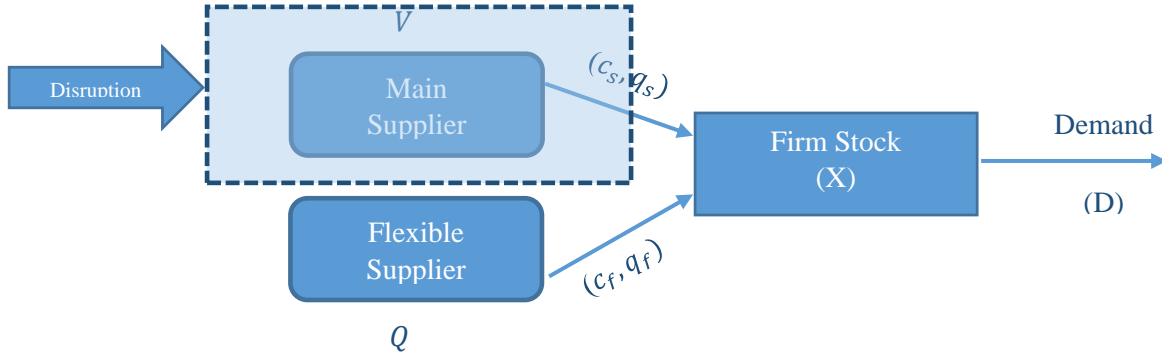 V
Disruption
Main
Supplier
(c_s, q_s)
Firm Stock
(X)
Demand
(D)
Flexible
Supplier
(c_f, q_f)
Q